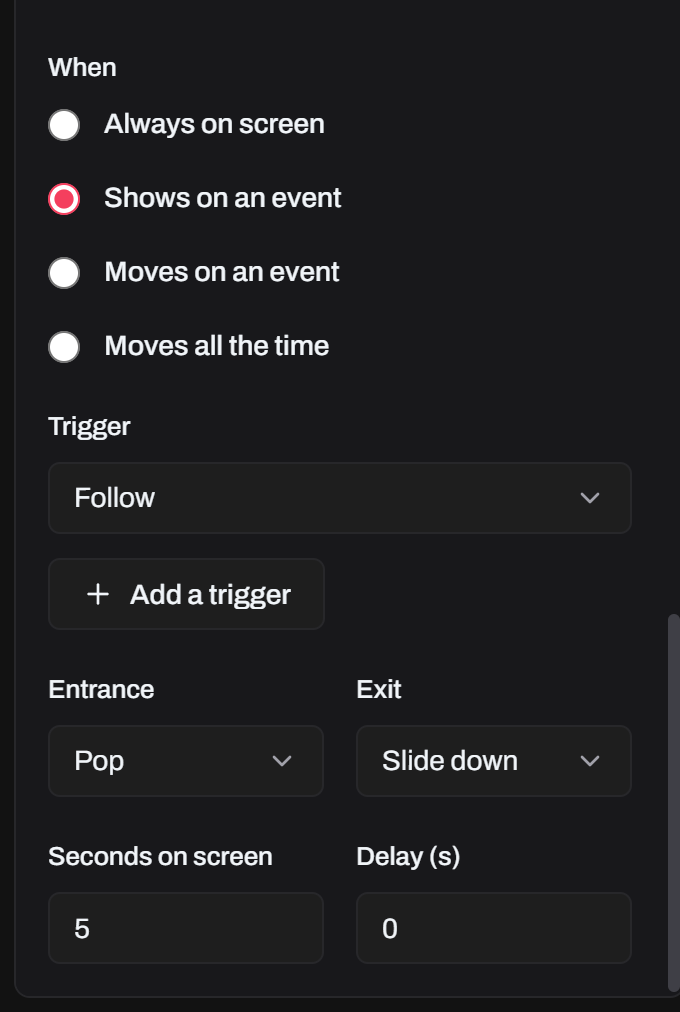 When
Always on screen
Shows on an event
Moves on an event
Moves all the time
Trigger
Follow
Add a trigger
Entrance
Exit
Pop
Slide down
Seconds on screen
Delay (s)
5
0